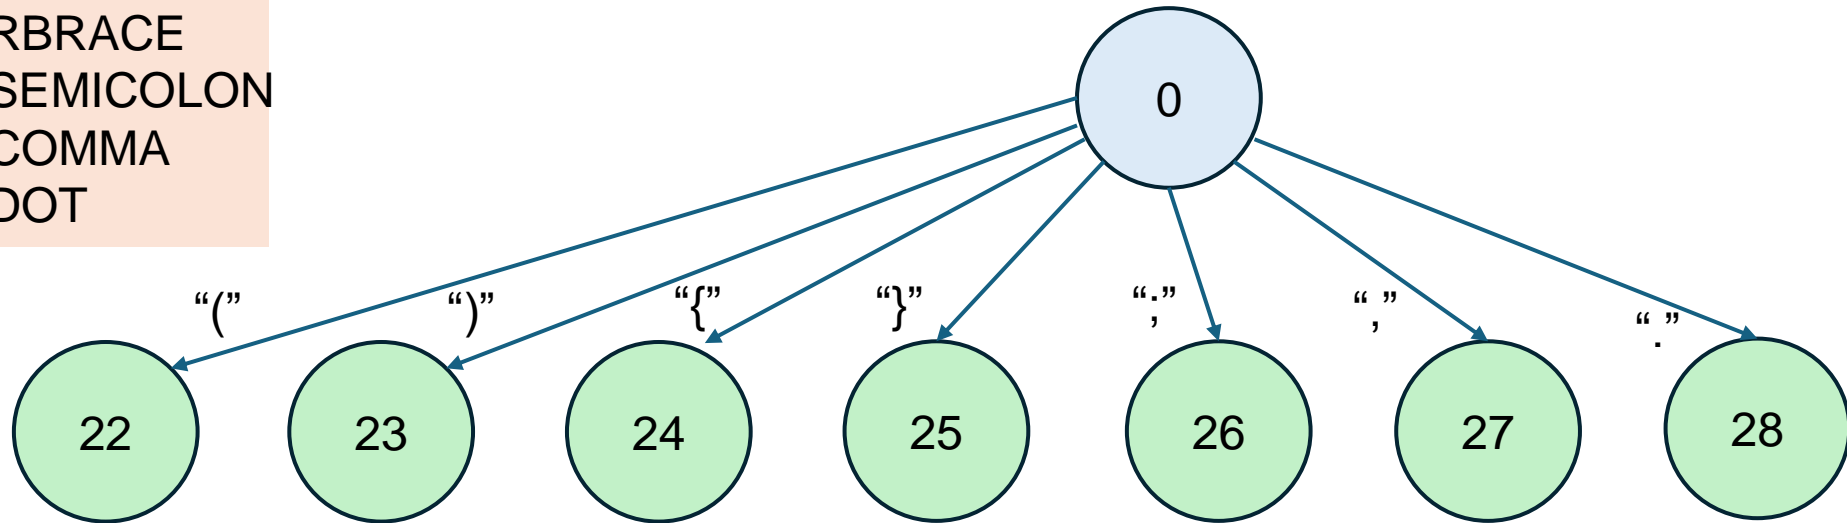 RBRACE
SEMICOLON
COMMA
DOT
0
“(” “)” “{” “}” “;” “,” “.”
22 23 24 25 26 27 28